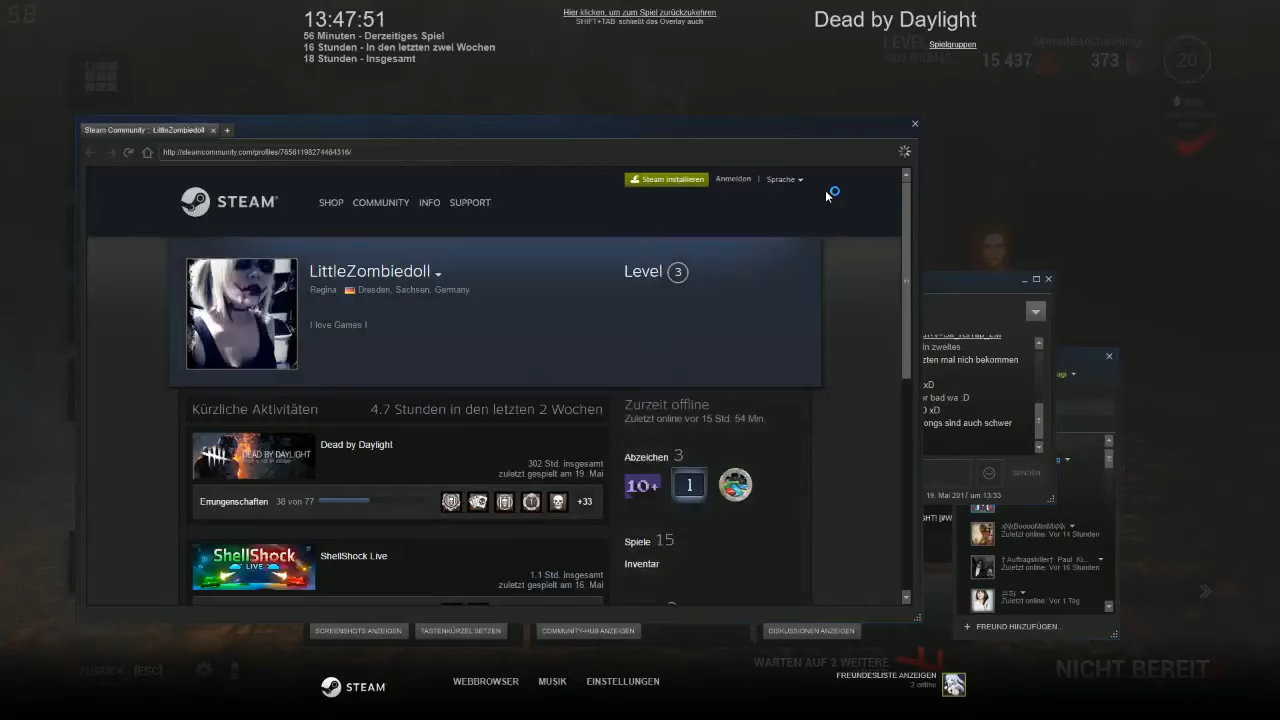 58
13:47:51
56 Minuten - Derzeitiges Spiel
16 Stunden - In den letzten zwei Wochen
18 Stunden - Insgesamt
Hier klicken, um zum Spiel zurückzukehren
SHIFT+TAB schließt das Overlay auch
Dead by Daylight
Spielgruppen
LEVEL
15 437
373
20
Steam Community :: LittleZombiedoll
http://steamcommunity.com/profiles/76561198274464316/
Steam installieren
Anmelden | Sprache
STEAM
SHOP COMMUNITY INFO SUPPORT
LittleZombiedoll
Level 3
Regina Dresden, Sachsen, Germany
I love Games !
Kürzliche Aktivitäten
4.7 Stunden in den letzten 2 Wochen
Dead by Daylight
DEAD BY DAYLIGHT
302 Std. insgesamt
zuletzt gespielt am 19. Mai
Errungenschaften 38 von 77
+33
ShellShock LIVE
ShellShock Live
1.1 Std. insgesamt
zuletzt gespielt am 16. Mai
Zurzeit offline
Zuletzt online vor 15 Std. 54 Min.
Abzeichen 3
10+
1
Spiele 15
Inventar
in zweites
zten mal nich bekommen
xD
or bad wa :D
D xD
ongs sind auch schwer
SENDEN
19. Mai 2017 um 13:33
Zuletzt online: Vor 14 Stunden
Zuletzt online: Vor 16 Stunden
Zuletzt online: Vor 1 Tag
+ FREUND HINZUFÜGEN...
SCREENSHOTS ANZEIGEN
TASTENKÜRZEL SETZEN
COMMUNITY-HUB ANZEIGEN
DISKUSSIONEN ANZEIGEN
ZURÜCK [ESC]
WARTEN AUF 2 WEITERE
NICHT BEREIT
STEAM
WEBBROWSER
MUSIK
EINSTELLUNGEN
FREUNDESLISTE ANZEIGEN
2 online